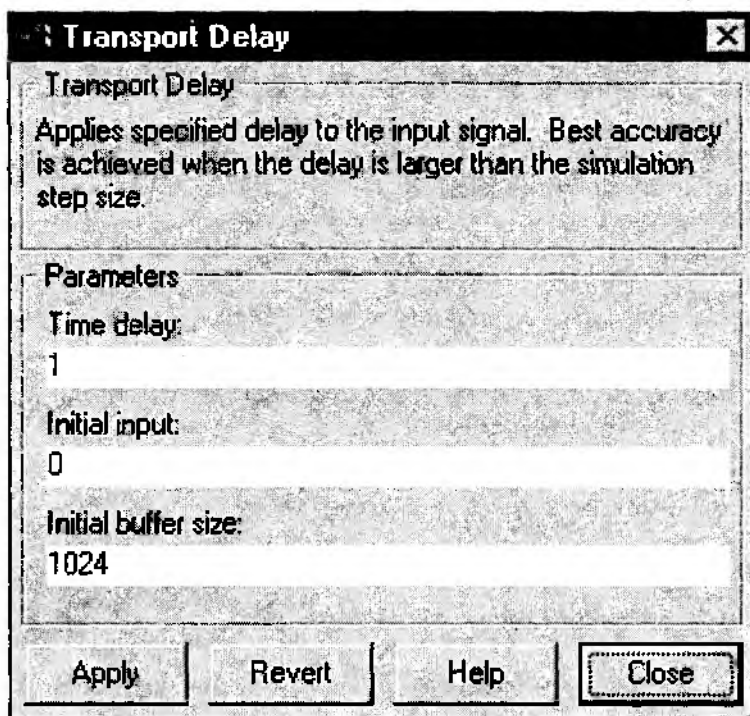 Transport Delay
Transport Delay
Applies specified delay to the input signal. Best accuracy
is achieved when the delay is larger than the simulation
step size.
Parameters
Time delay:
1
Initial input:
0
Initial buffer size:
1024
Apply Revert Help Close